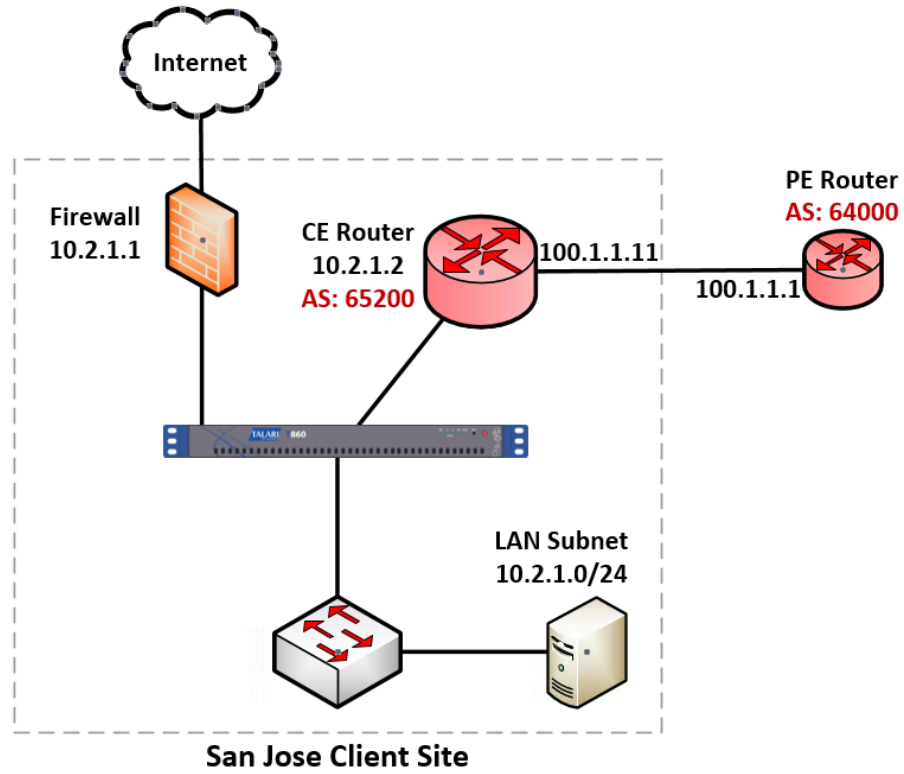 Internet
Firewall
10.2.1.1
CE Router
10.2.1.2
AS: 65200
100.1.1.11
PE Router
AS: 64000
100.1.1.1
TALARI 860
LAN Subnet
10.2.1.0/24
San Jose Client Site